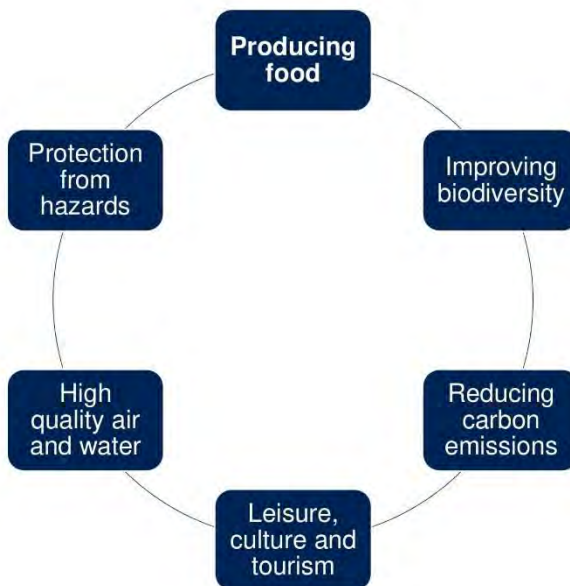 Producing
food
Improving
biodiversity
Reducing
carbon
emissions
Leisure,
culture and
tourism
High
quality air
and water
Protection
from
hazards